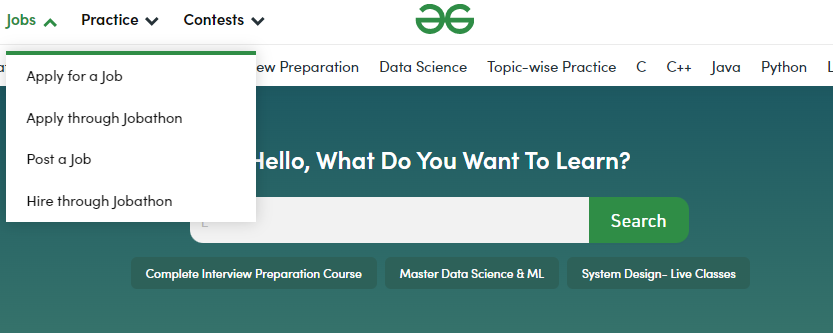 Jobs Practice Contests
ew Preparation Data Science Topic-wise Practice C C++ Java Python
Apply for a Job
Apply through Jobathon
Post a Job
Hire through Jobathon
Hello, What Do You Want To Learn?
Search
Complete Interview Preparation Course Master Data Science & ML System Design- Live Classes